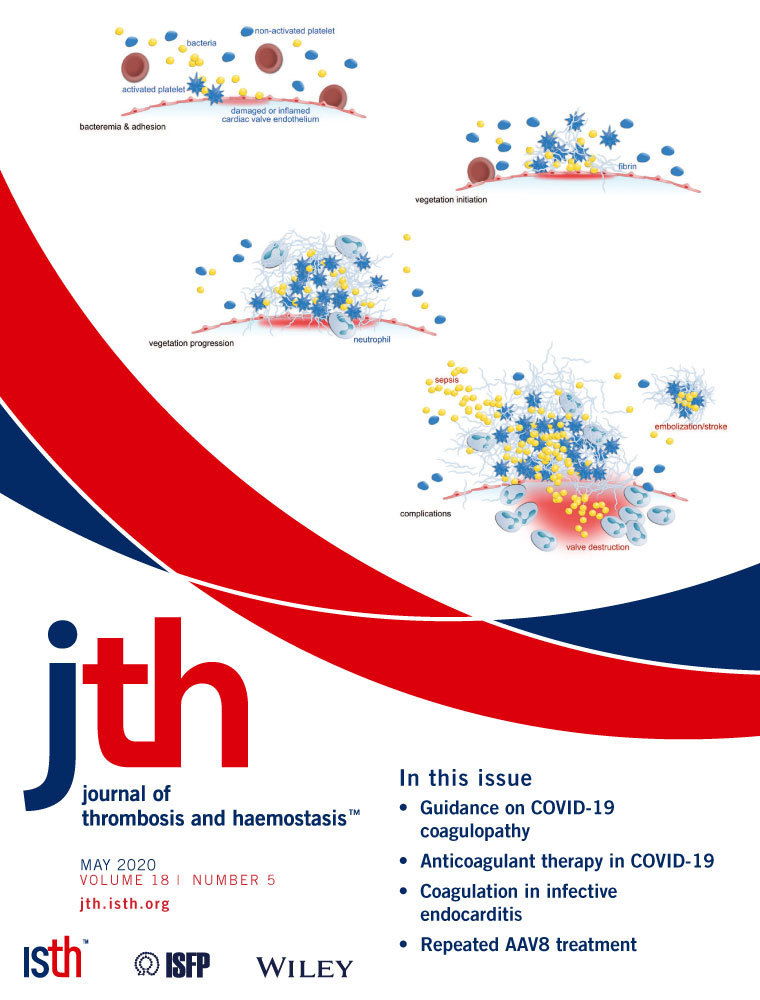 non-activated platelet
bacteria
activated platelet
damaged or inflamed
cardiac valve endothelium
bacteremia & adhesion
fibrin
vegetation initiation
vegetation progression
neutrophil
sepsis
embolization/stroke
complications
valve destruction
jth
journal of
thrombosis and haemostasis™
MAY 2020
VOLUME 18 | NUMBER 5
jth.isth.org
In this issue
• Guidance on COVID-19
coagulopathy
• Anticoagulant therapy in COVID-19
• Coagulation in infective
endocarditis
• Repeated AAV8 treatment
isth™
ISFP
WILEY